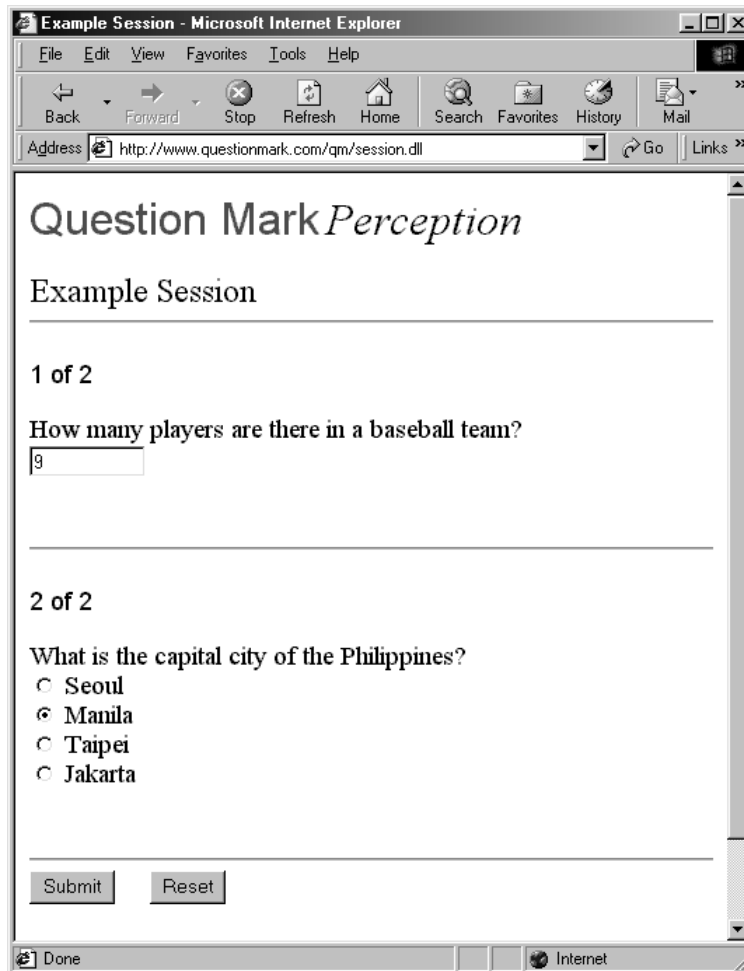 Example Session - Microsoft Internet Explorer
File Edit View Favorites Tools Help
Back Forward Stop Refresh Home Search Favorites History Mail »
Address http://www.questionmark.com/qm/session.dll Go Links »
Question Mark Perception
Example Session
1 of 2
How many players are there in a baseball team?
9
2 of 2
What is the capital city of the Philippines?
Seoul
Manila
Taipei
Jakarta
Submit Reset
Done Internet